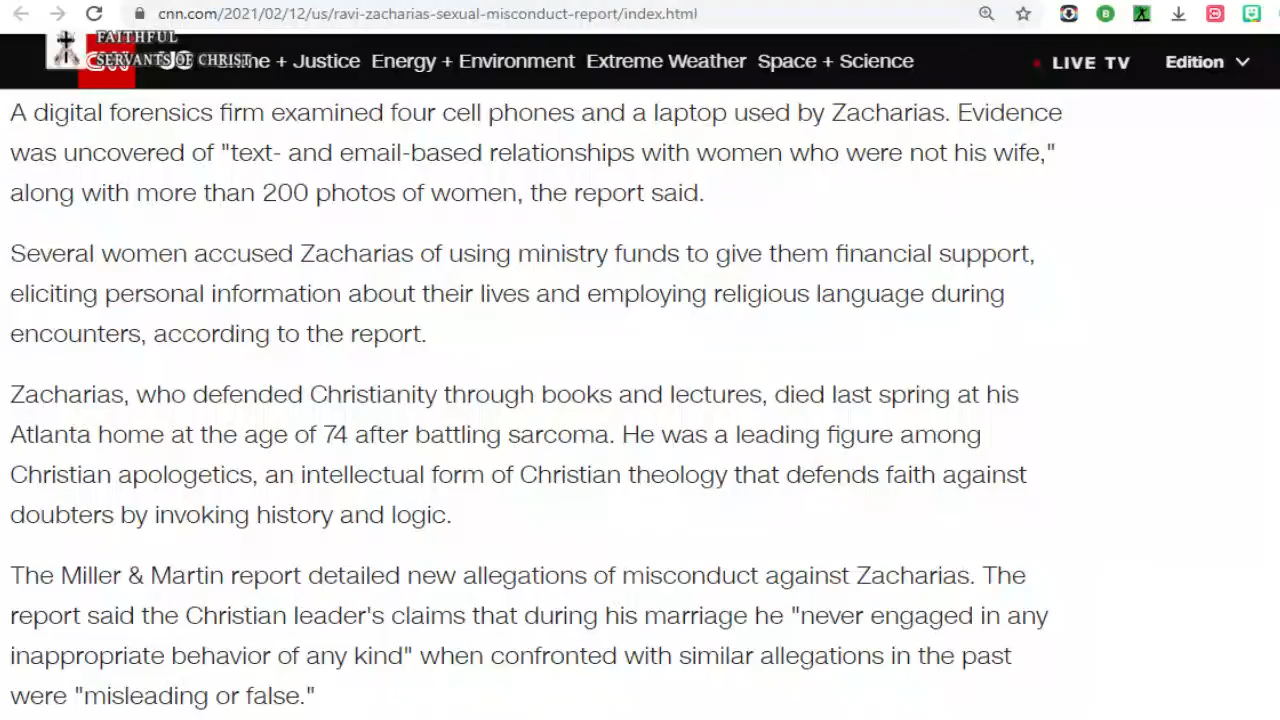 cnn.com/2021/02/12/us/ravi-zacharias-sexual-misconduct-report/index.html
FAITHFUL
SERVANTS OF CHRIST
+ Justice Energy + Environment Extreme Weather Space + Science LIVE TV Edition
A digital forensics firm examined four cell phones and a laptop used by Zacharias. Evidence
was uncovered of "text- and email-based relationships with women who were not his wife,"
along with more than 200 photos of women, the report said.
Several women accused Zacharias of using ministry funds to give them financial support,
eliciting personal information about their lives and employing religious language during
encounters, according to the report.
Zacharias, who defended Christianity through books and lectures, died last spring at his
Atlanta home at the age of 74 after battling sarcoma. He was a leading figure among
Christian apologetics, an intellectual form of Christian theology that defends faith against
doubters by invoking history and logic.
The Miller & Martin report detailed new allegations of misconduct against Zacharias. The
report said the Christian leader's claims that during his marriage he "never engaged in any
inappropriate behavior of any kind" when confronted with similar allegations in the past
were "misleading or false."